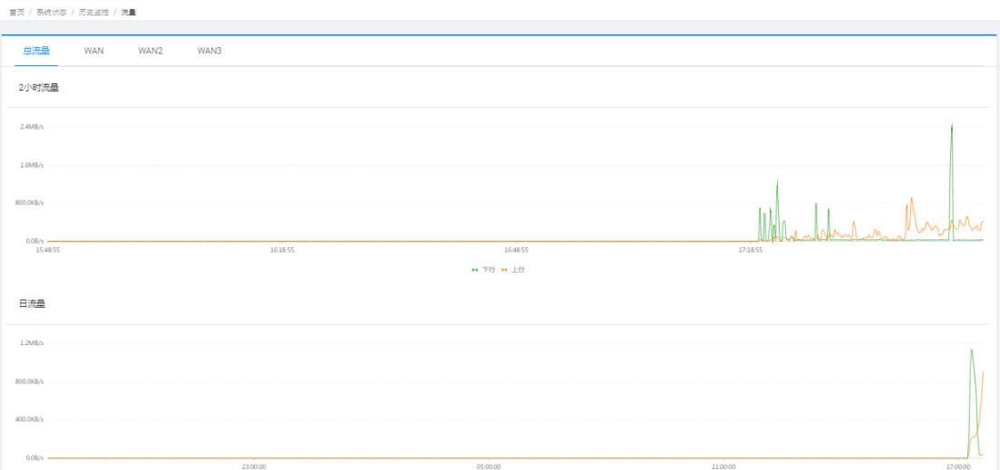 首页 / 系统状态 / 历史监控 / 流量
总流量 WAN WAN2 WAN3
2小时流量
2.4MB/s
1.6MB/s
800.0KB/s
0.0B/s
15:48:55 16:18:55 16:48:55 17:18:55
下行 上行
日流量
1.2MB/s
800.0KB/s
400.0KB/s
0.0B/s
23:00:00 05:00:00 11:00:00 17:00:00